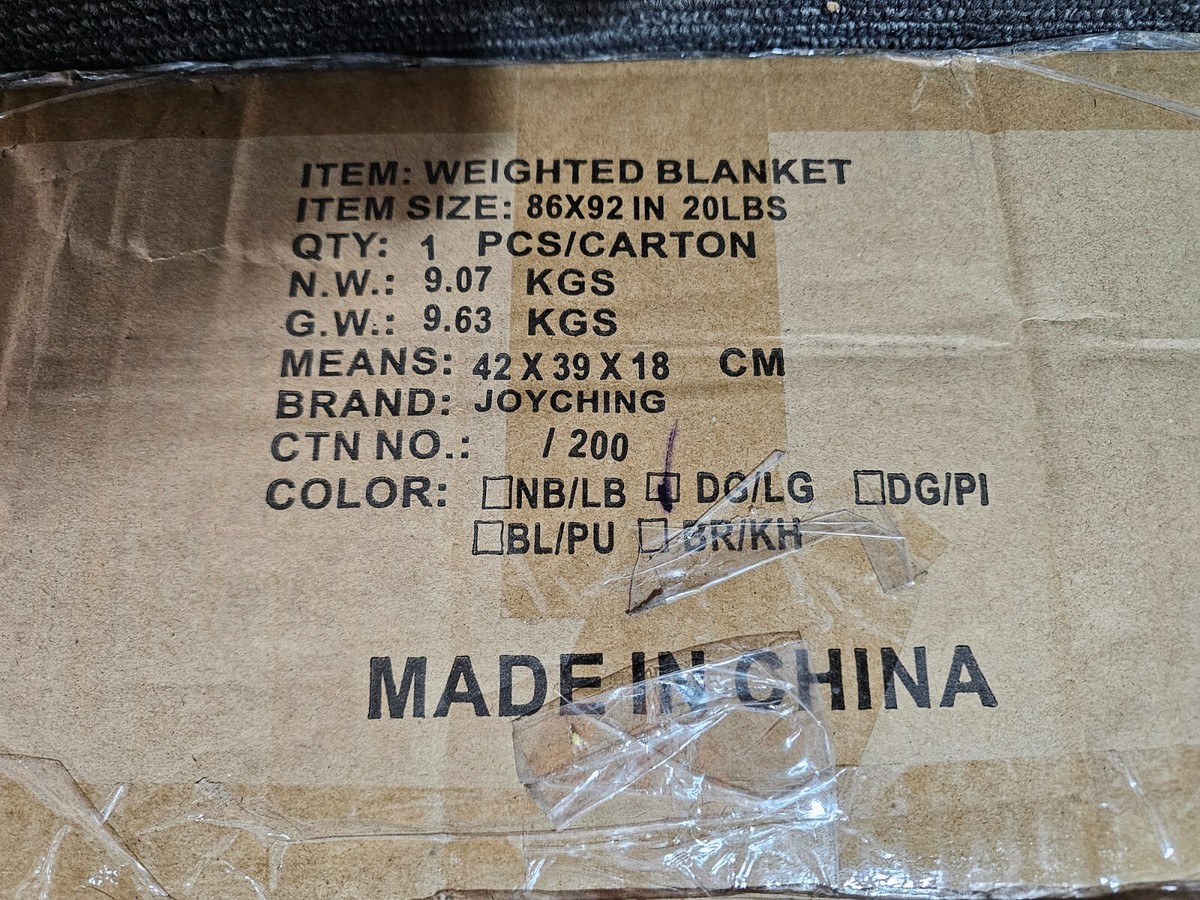 ITEM: WEIGHTED BLANKET
ITEM SIZE: 86X92 IN 20LBS
QTY: 1 PCS/CARTON
N.W.: 9.07 KGS
G.W.: 9.63 KGS
MEANS: 42 X 39 X 18 CM
BRAND: JOYCHING
CTN NO.: / 200
COLOR: □NB/LB □ DG/LG □DG/PI
□BL/PU □ BR/KH
MADE IN CHINA